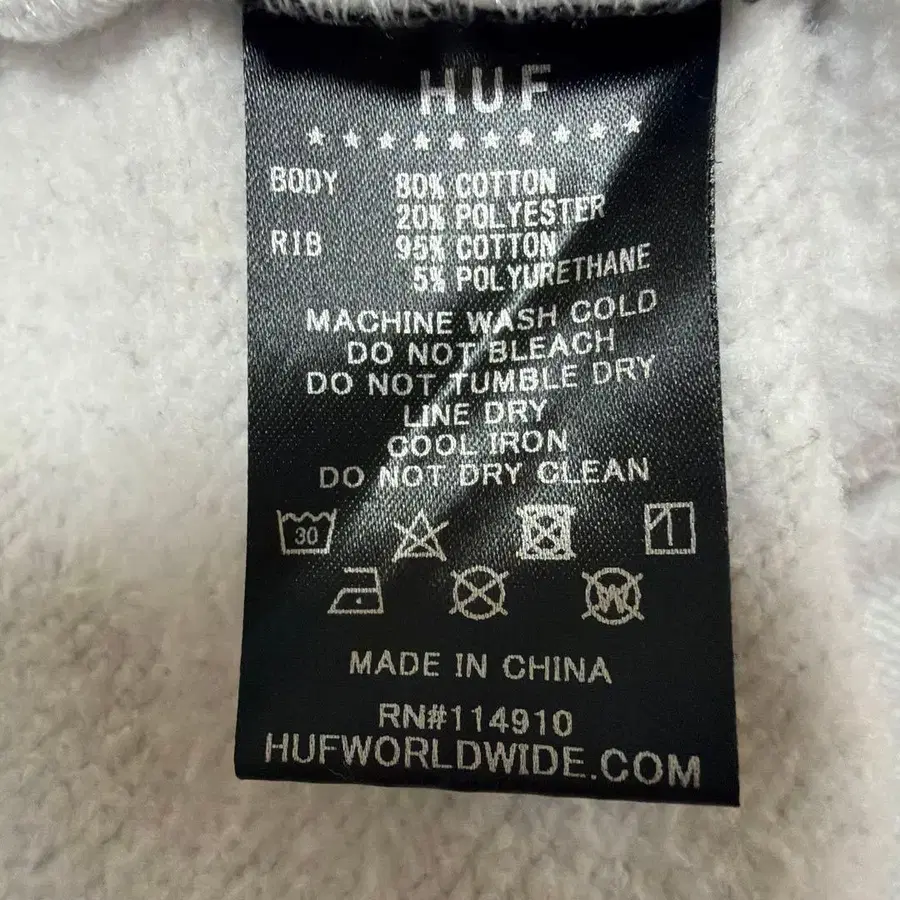 HUF
BODY 80% COTTON
20% POLYESTER
RIB 95% COTTON
5% POLYURETHANE
MACHINE WASH COLD
DO NOT BLEACH
DO NOT TUMBLE DRY
LINE DRY
COOL IRON
DO NOT DRY CLEAN
30
W
MADE IN CHINA
RN#114910
HUFWORLDWIDE.COM